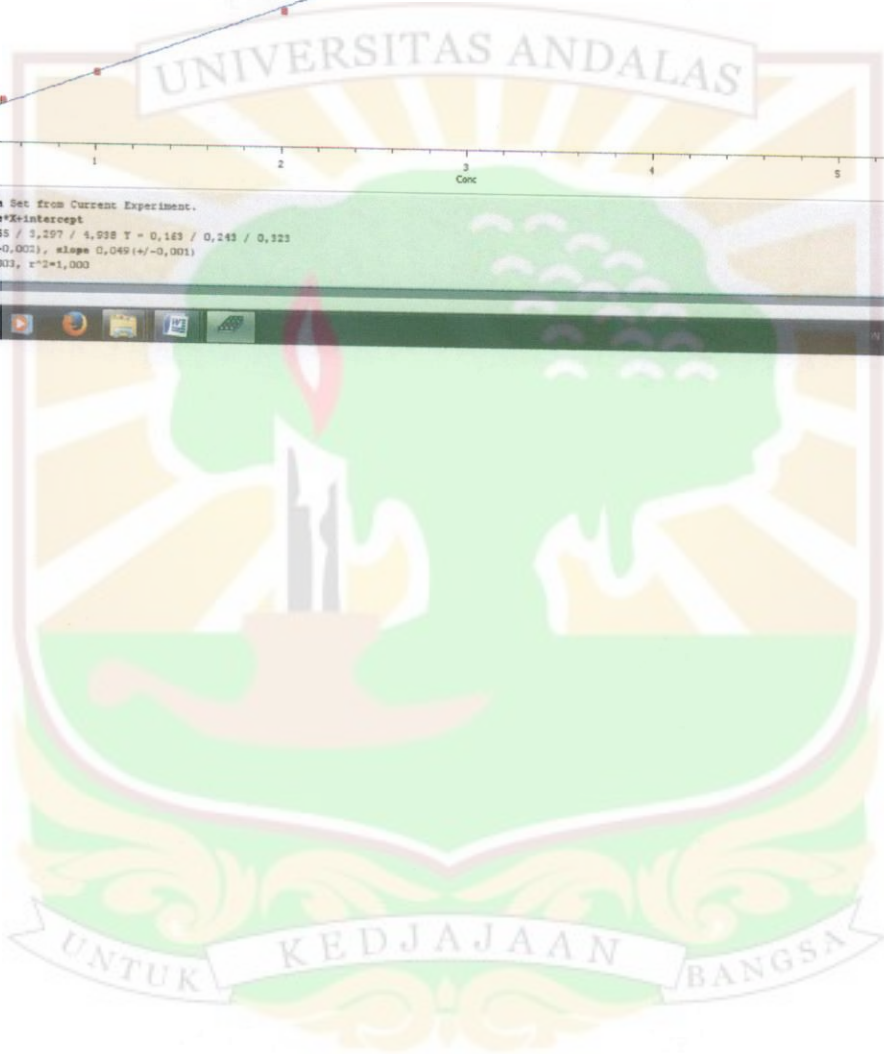 UNIVERSITAS ANDALAS
1 2 3 4 5
Conc
Set from Current Experiment.
*X+intercept
5 / 3,297 / 4,938 Y = 0,163 / 0,243 / 0,323
0,002), slope 0,049(+/-0,001)
r^2=1,000
UNTUK KEDJAJAAN BANGSA